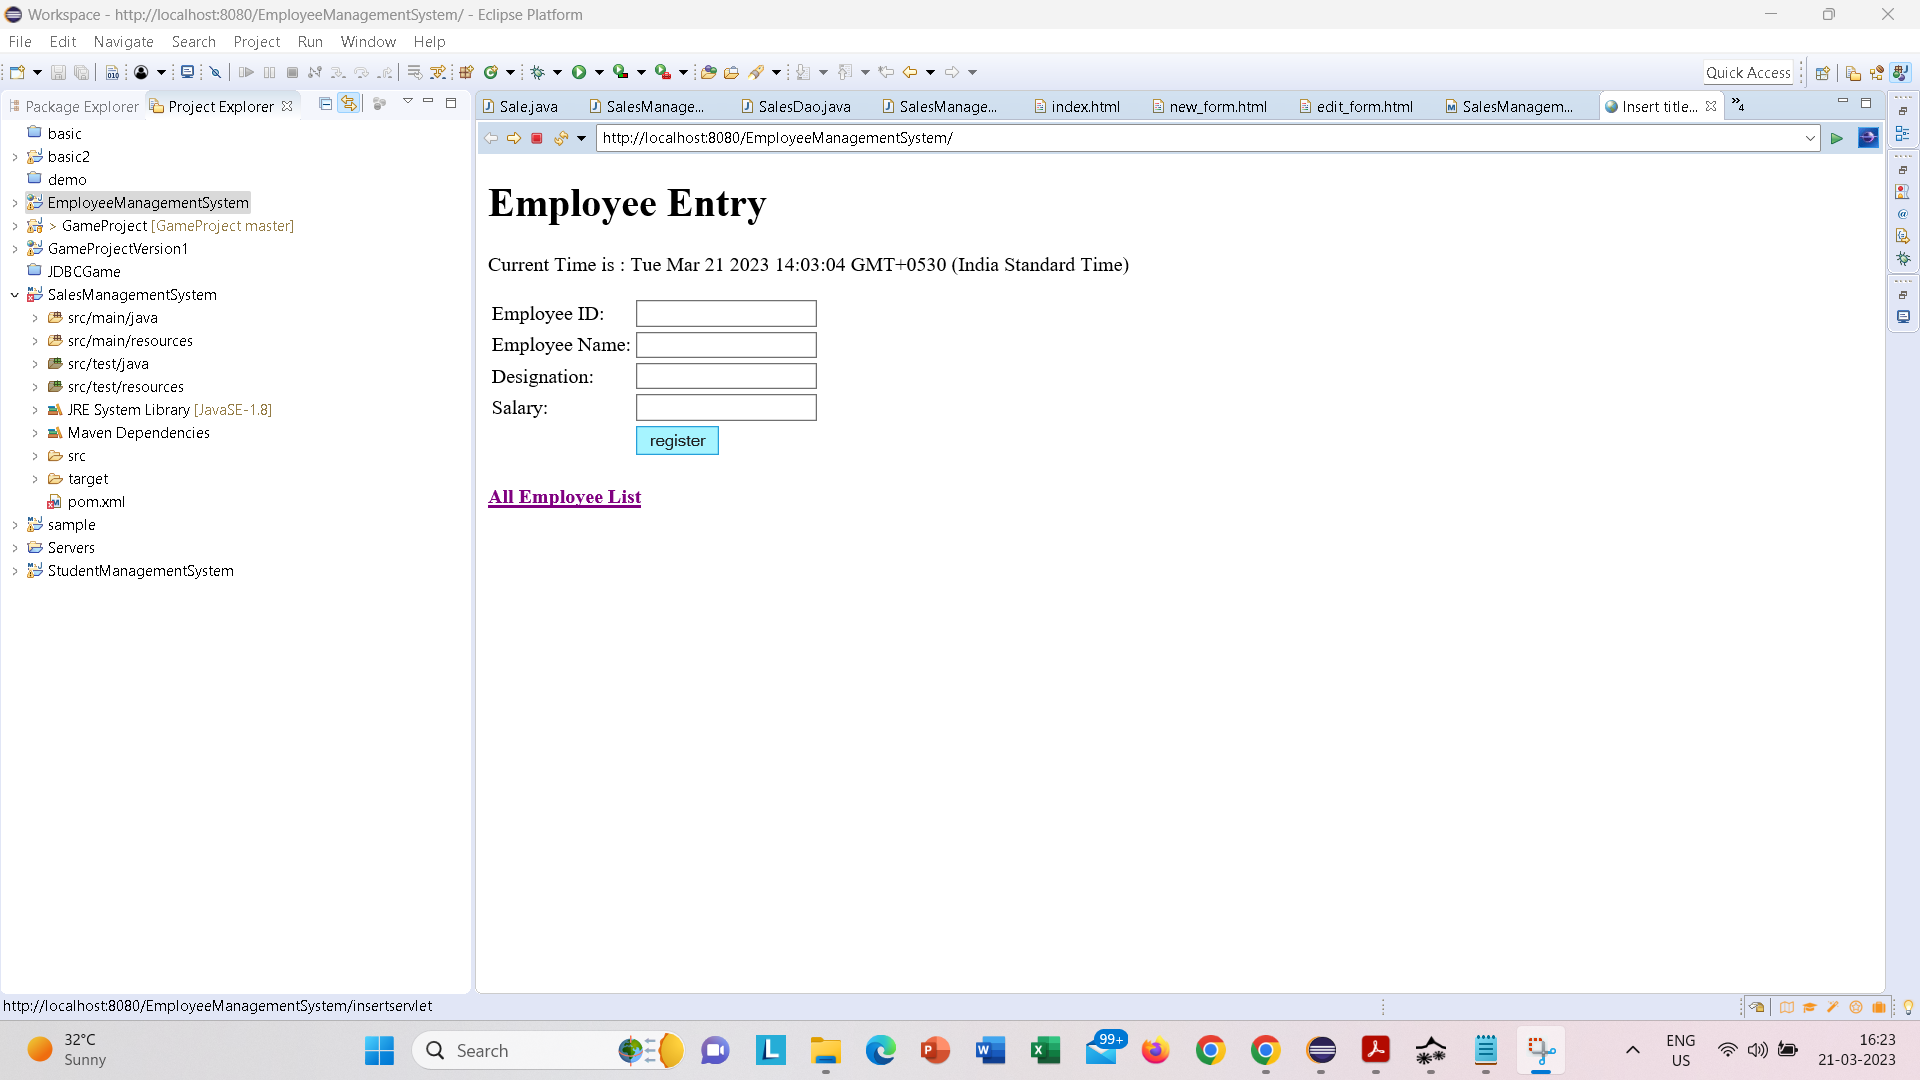 Workspace - http://localhost:8080/EmployeeManagementSystem/ - Eclipse Platform
File Edit Navigate Search Project Run Window Help
Quick Access
Package Explorer Project Explorer
Sale.java SalesManage... SalesDao.java SalesManage... index.html new_form.html edit_form.html SalesManagem... Insert title... »4
http://localhost:8080/EmployeeManagementSystem/
basic
basic2
demo
EmployeeManagementSystem
> GameProject [GameProject master]
GameProjectVersion1
JDBCGame
SalesManagementSystem
src/main/java
src/main/resources
src/test/java
src/test/resources
JRE System Library [JavaSE-1.8]
Maven Dependencies
src
target
pom.xml
sample
Servers
StudentManagementSystem
Employee Entry
Current Time is : Tue Mar 21 2023 14:03:04 GMT+0530 (India Standard Time)
Employee ID:
Employee Name:
Designation:
Salary:
register
All Employee List
http://localhost:8080/EmployeeManagementSystem/insertservlet
32°C
Sunny
Search
99+
ENG
US
16:23
21-03-2023